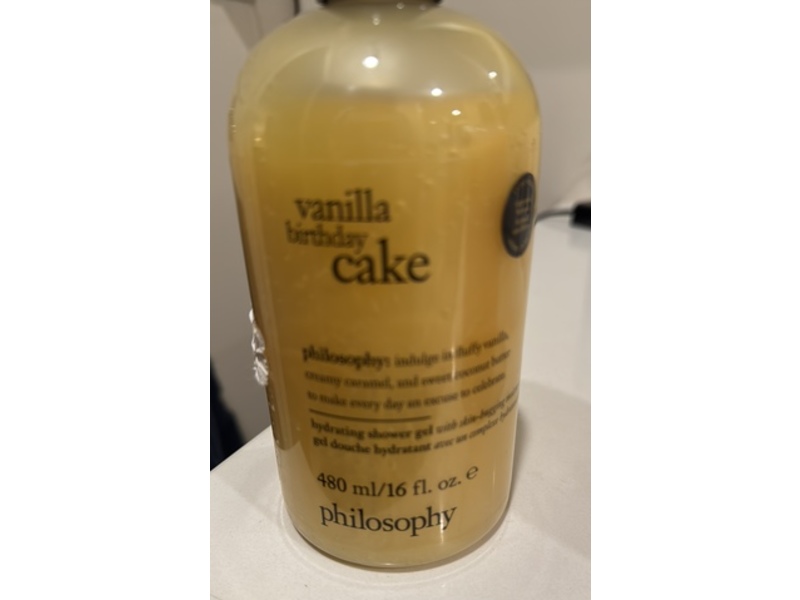 vanilla
birthday
cake
philosophy: indulge in fluffy vanilla,
creamy caramel, and sweet coconut butter
to make every day an excuse to celebrate
hydrating shower gel with skin-hugging
gel douche hydratant avec un complexe
480 ml/16 fl. oz. ℮
philosophy